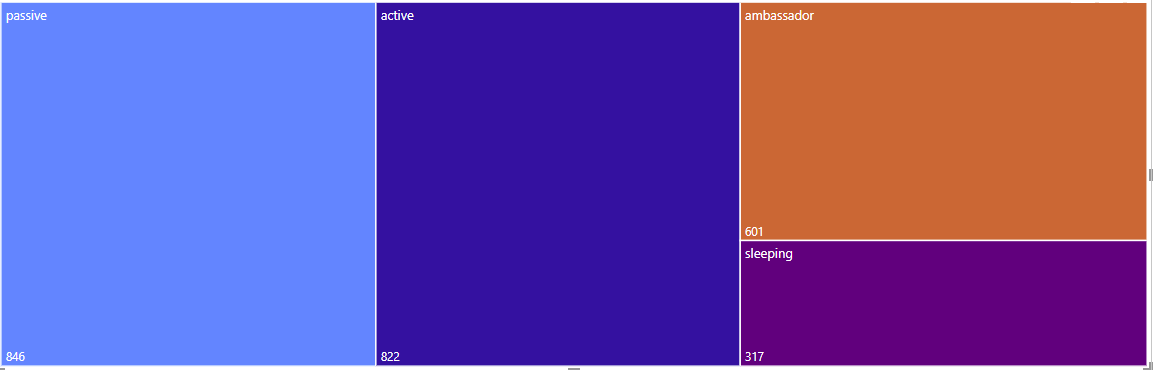 passive
846
active
822
ambassador
601
sleeping
317